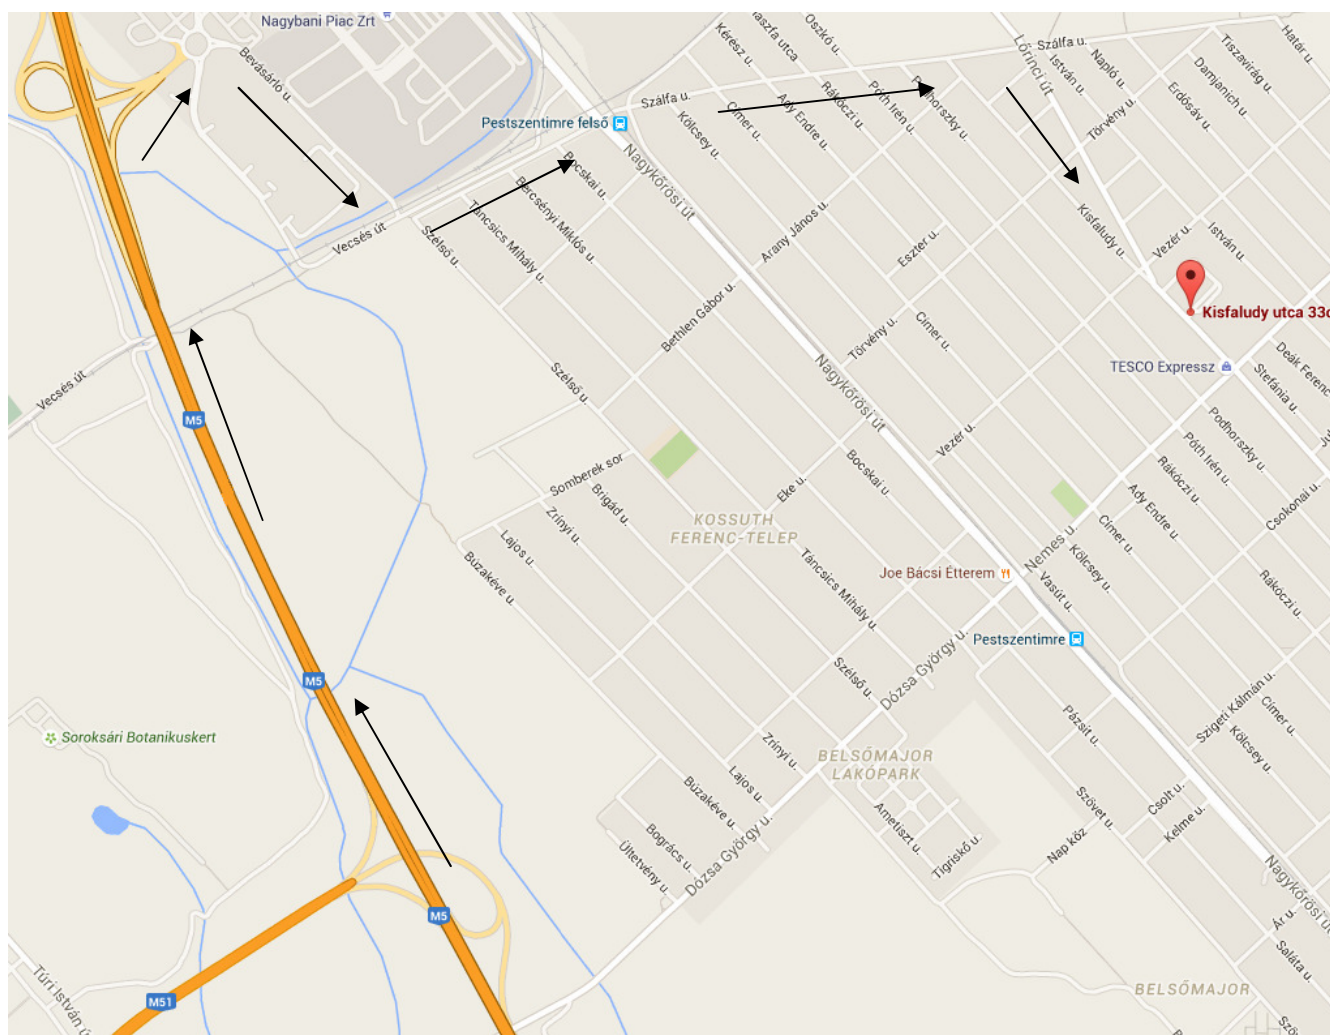 Nagybani Piac Zrt
Bevásárló u.
Kérész u.
Oszkó u.
Lőrinci út
Szálfa u.
István u.
Napló u.
Tiszavirág u.
Határ u.
Damjanich u.
Erdősáv u.
Törvény u.
Szálfa u.
Kölcsey u.
Címer u.
Ady Endre u.
Rákóczi u.
Póth Irén u.
Podhorszky u.
Pestszentimre felső
Nagykőrösi út
Bocskai u.
Bercsényi Miklós u.
Táncsics Mihály u.
Szélső u.
Vecsés út
Arany János u.
Eszter u.
Kisfaludy u.
Vezér u.
István u.
Kisfaludy utca 33c
Bethlen Gábor u.
Törvény u.
Címer u.
Nagykőrösi út
TESCO Expressz
Deák Ferenc
Stefánia u.
Szélső u.
Vecsés út
M5
Vezér u.
Podhorszky u.
Póth Irén u.
Rákóczi u.
Ady Endre u.
Csokonai u.
Bocskai u.
Somberek sor
Eke u.
Brigád u.
Zrínyi u.
Lajos u.
Búzakéve u.
KOSSUTH
FERENC-TELEP
Nemes u.
Címer u.
Kölcsey u.
Vasút u.
Rákóczi u.
Joe Bácsi Étterem
Táncsics Mihály u.
Pestszentimre
Dózsa György u.
Szélső u.
M5
Szigeti Kálmán u.
Címer u.
Kölcsey u.
Pázsit u.
Soroksári Botanikuskert
Zrínyi u.
Lajos u.
Búzakéve u.
BELSŐMAJOR
LAKÓPARK
Ametiszt u.
Tigriskő u.
Szövet u.
Csolt u.
Kelme u.
Nap köz
Bogrács u.
Ültetvény u.
Dózsa György u.
Nagykőrösi út
M5
Ár u.
Saláta u.
Túri István ú
M51
BELSŐMAJOR